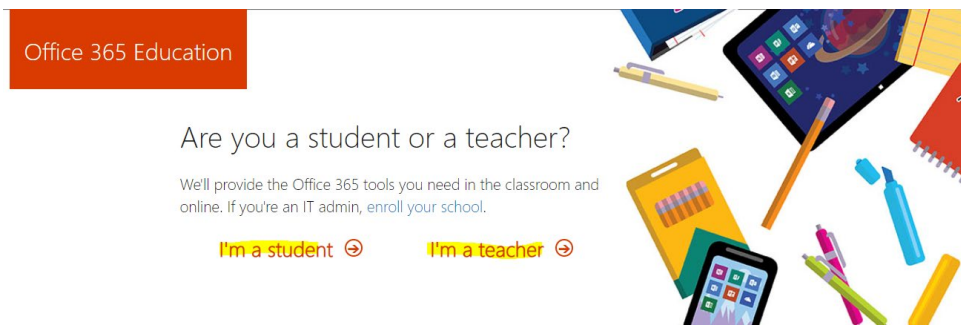 Office 365 Education
Are you a student or a teacher?
We'll provide the Office 365 tools you need in the classroom and
online. If you're an IT admin, enroll your school.
I'm a student
I'm a teacher